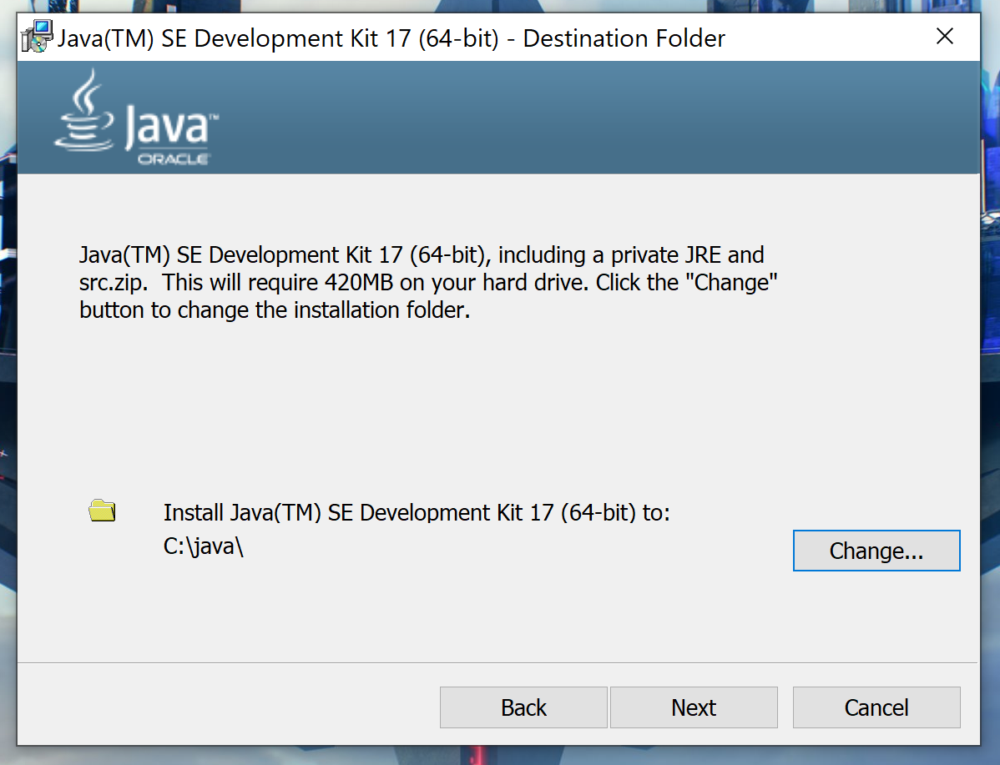 Java(TM) SE Development Kit 17 (64-bit) - Destination Folder
Java™
ORACLE
Java(TM) SE Development Kit 17 (64-bit), including a private JRE and
src.zip.  This will require 420MB on your hard drive. Click the "Change"
button to change the installation folder.
Install Java(TM) SE Development Kit 17 (64-bit) to:
C:\java\
Change...
Back
Next
Cancel